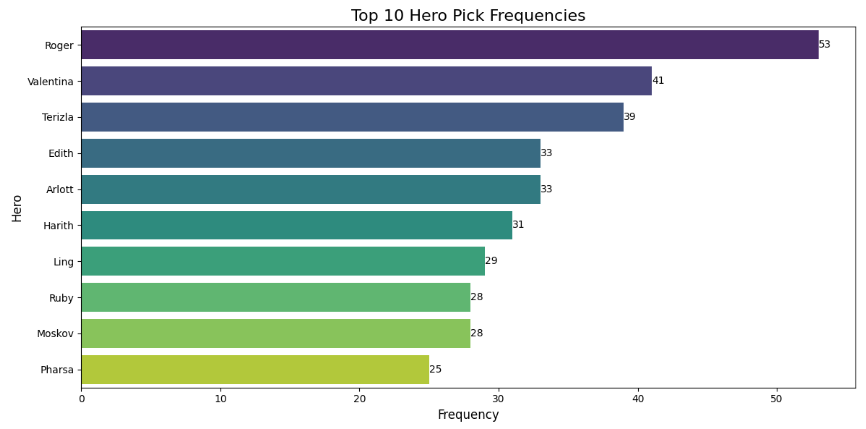 Top 10 Hero Pick Frequencies
Hero
Roger 53
Valentina 41
Terizla 39
Edith 33
Arlott 33
Harith 31
Ling 29
Ruby 28
Moskov 28
Pharsa 25
0 10 20 30 40 50
Frequency